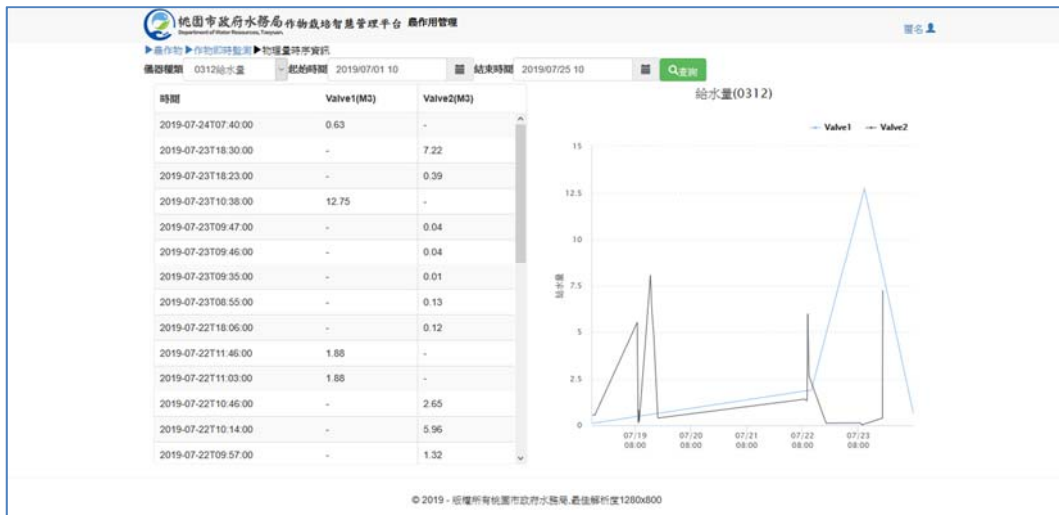 桃園市政府水務局作物栽培智慧管理平台 農作用管理
Department of Water Resources, Taoyuan.
匿名
▶農作物 ▶作物即時監測 ▶物理量時序資訊
儀器種類 0312給水量 起始時間 2019/07/01 10 結束時間 2019/07/25 10 查詢
時間 Valve1(M3) Valve2(M3)
2019-07-24T07:40:00 0.63 -
2019-07-23T18:30:00 - 7.22
2019-07-23T18:23:00 - 0.39
2019-07-23T10:38:00 12.75 -
2019-07-23T09:47:00 - 0.04
2019-07-23T09:46:00 - 0.04
2019-07-23T09:35:00 - 0.01
2019-07-23T08:55:00 - 0.13
2019-07-22T18:06:00 - 0.12
2019-07-22T11:46:00 1.88 -
2019-07-22T11:03:00 1.88 -
2019-07-22T10:46:00 - 2.65
2019-07-22T10:14:00 - 5.96
2019-07-22T09:57:00 - 1.32
給水量(0312)
Valve1 Valve2
給水量
15
12.5
10
7.5
5
2.5
0
07/19 07/20 07/21 07/22 07/23
08:00 08:00 08:00 08:00 08:00
© 2019 - 版權所有桃園市政府水務局.最佳解析度1280x800